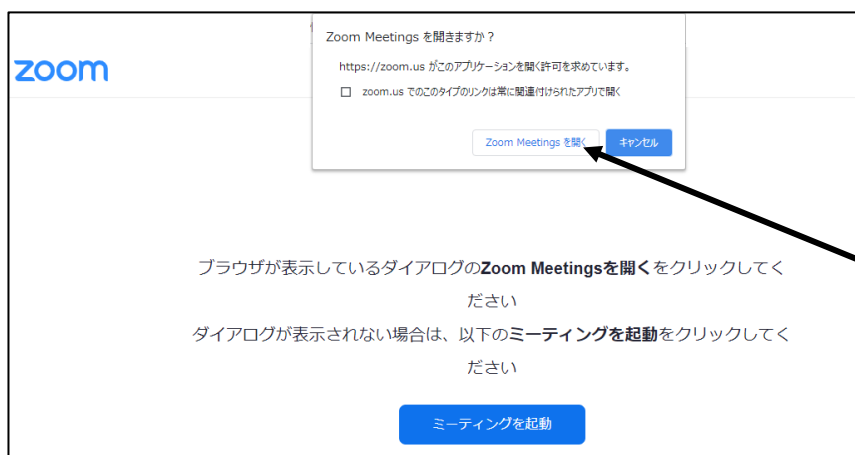 Zoom Meetings を開きますか？
https://zoom.us がこのアプリケーションを開く許可を求めています。
zoom
zoom.us でのこのタイプのリンクは常に関連付けられたアプリで開く
Zoom Meetings を開く
キャンセル
ブラウザが表示しているダイアログのZoom Meetingsを開くをクリックしてく
ださい
ダイアログが表示されない場合は、以下のミーティングを起動をクリックしてく
ださい
ミーティングを起動